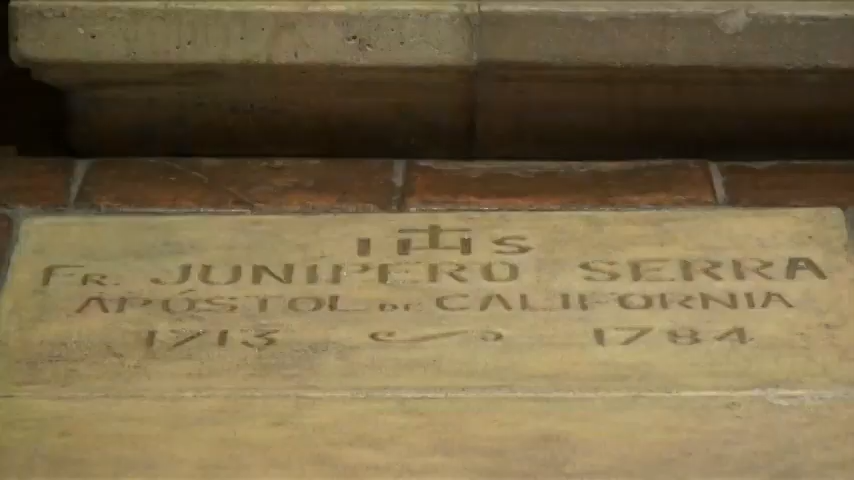 IHS
FR. JUNIPERO SERRA
APÓSTOL DE CALIFORNIA
1713 1784